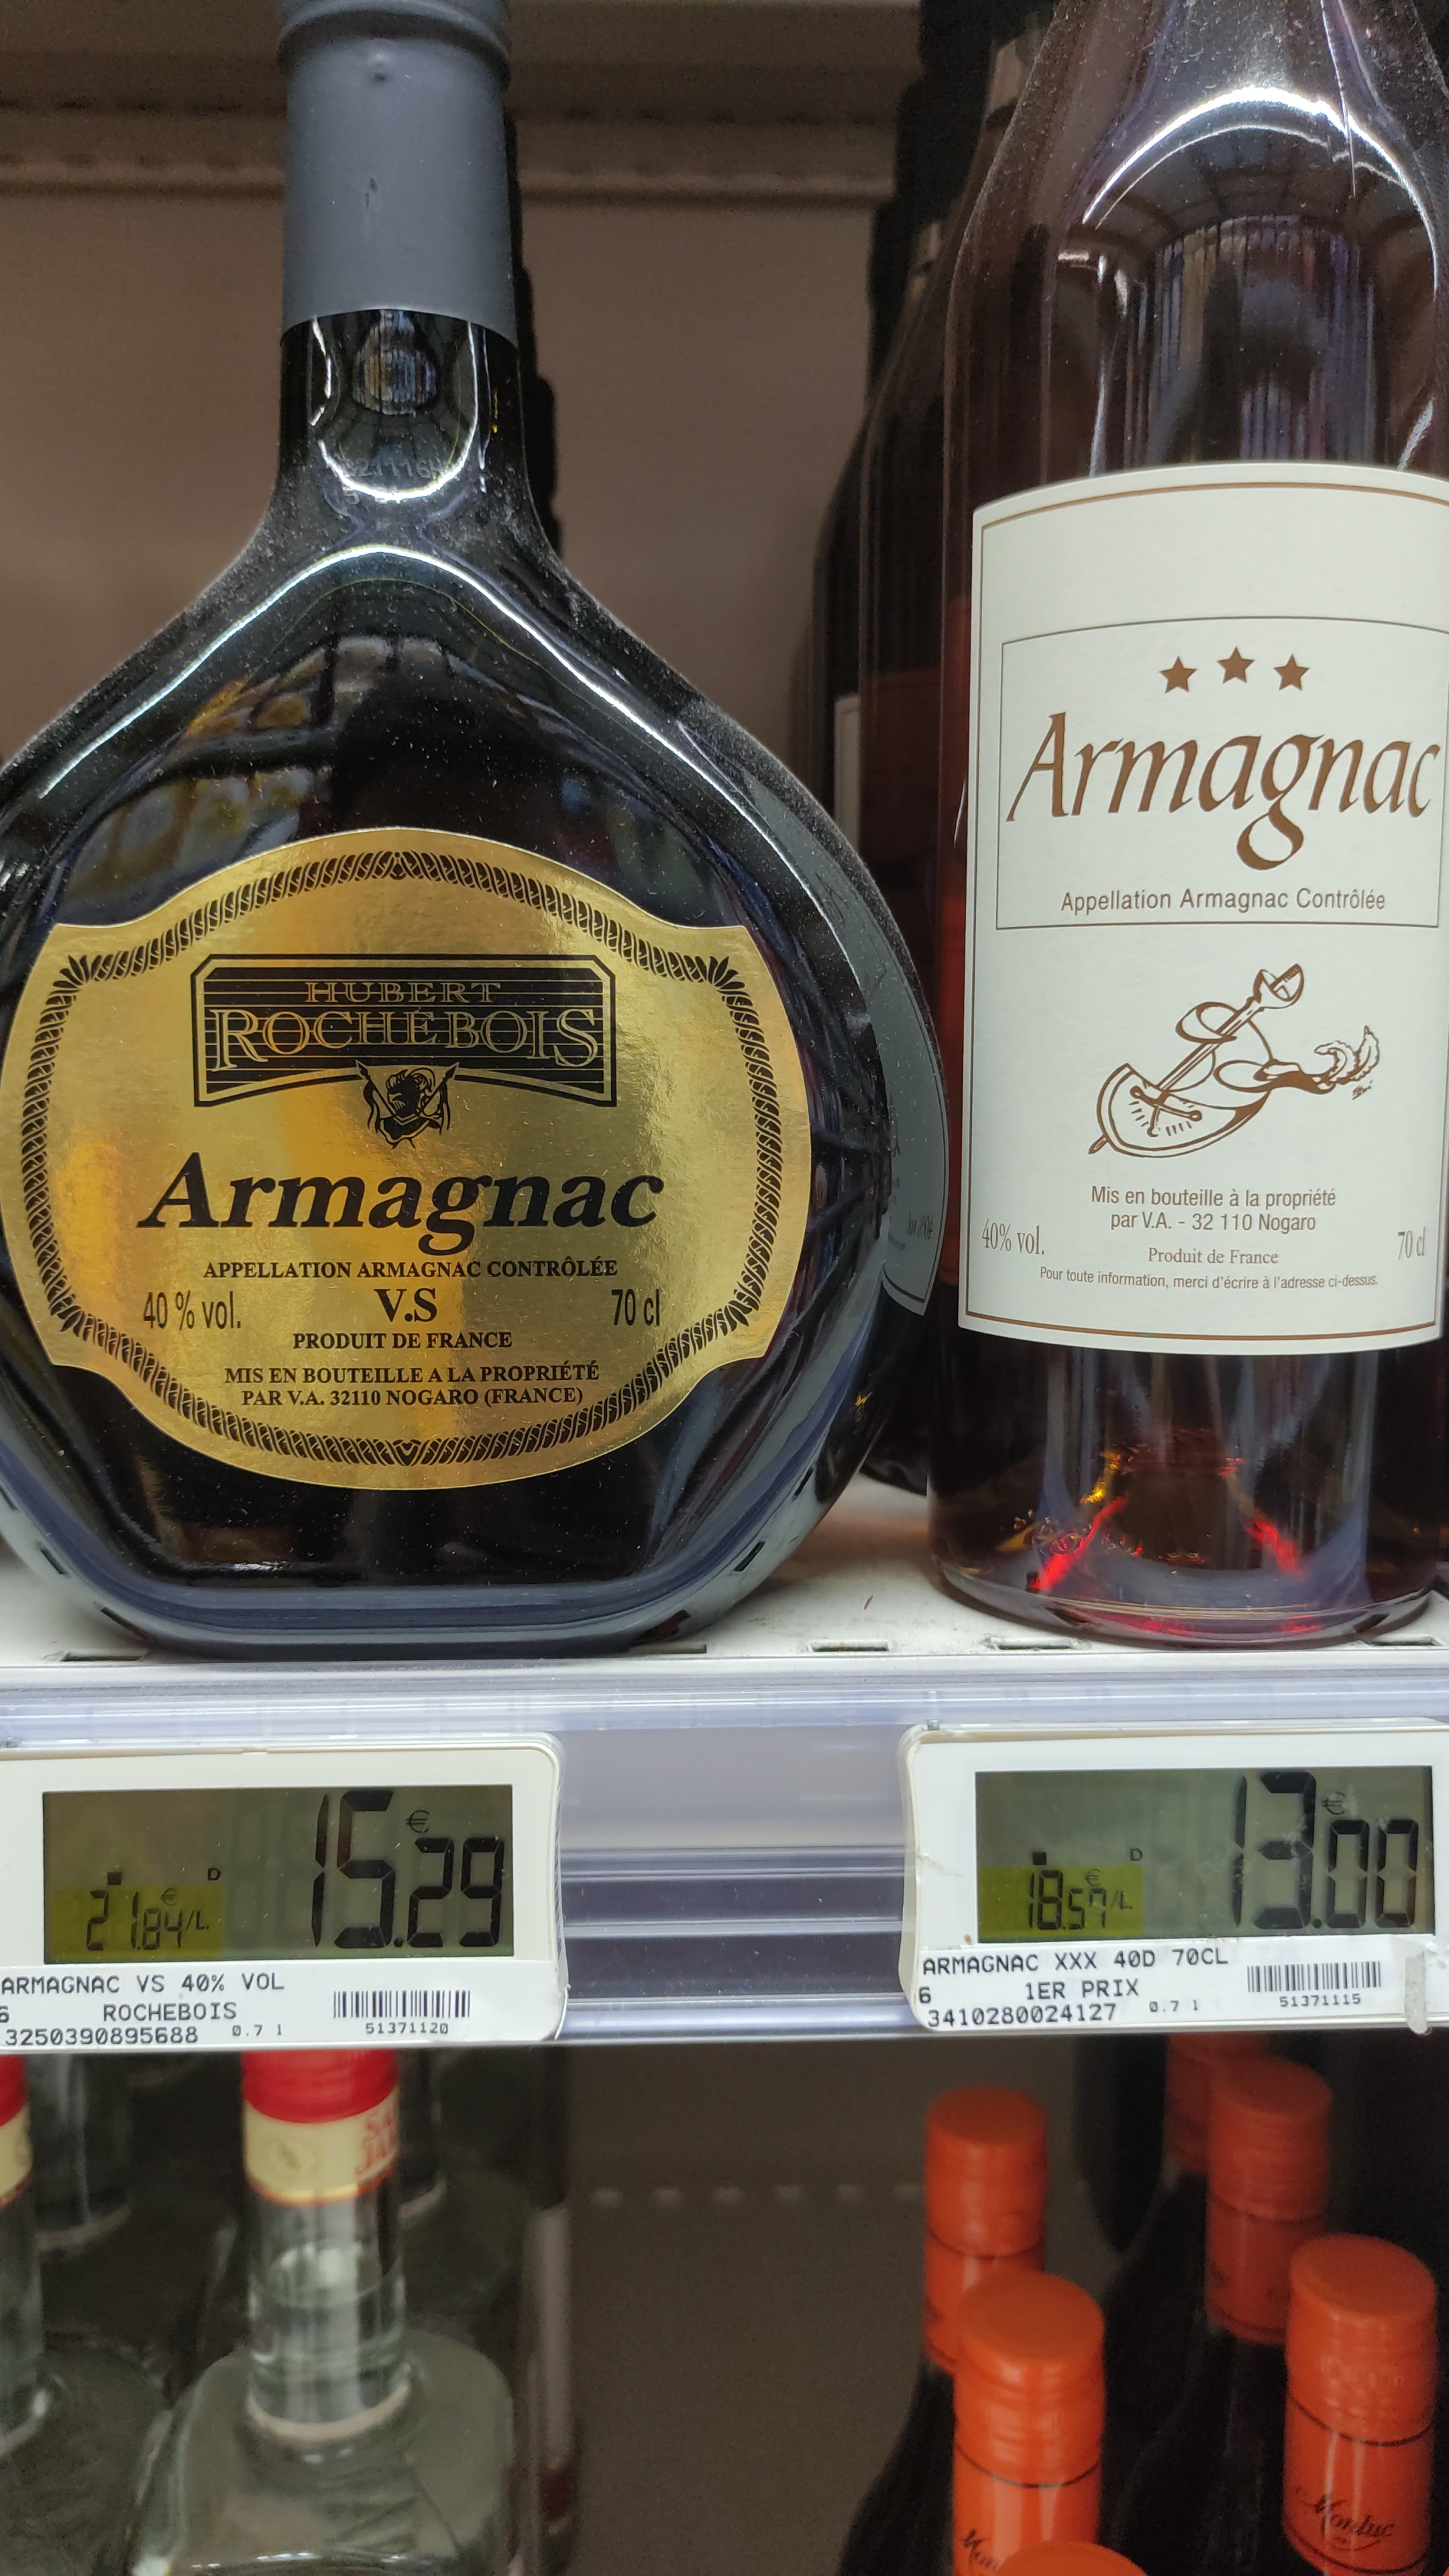 HUBERT
ROCHÉBOIS
Armagnac
APPELLATION ARMAGNAC CONTRÔLÉE
40 % vol. V.S 70 cl
PRODUIT DE FRANCE
MIS EN BOUTEILLE A LA PROPRIÉTÉ
PAR V.A. 32110 NOGARO (FRANCE)
Armagnac
Appellation Armagnac Contrôlée
Mis en bouteille à la propriété
par V.A. - 32 110 Nogaro
40% vol. 70 cl
Produit de France
Pour toute information, merci d'écrire à l'adresse ci-dessus.
15.29 €
D
21.84 €/L.
ARMAGNAC VS 40% VOL
6 ROCHEBOIS
3250390895688 0.7 l
51371120
13.00 €
D
18.57 €/L.
ARMAGNAC XXX 40D 70CL
6 1ER PRIX
3410280024127 0.7 l
51371115
Monluc